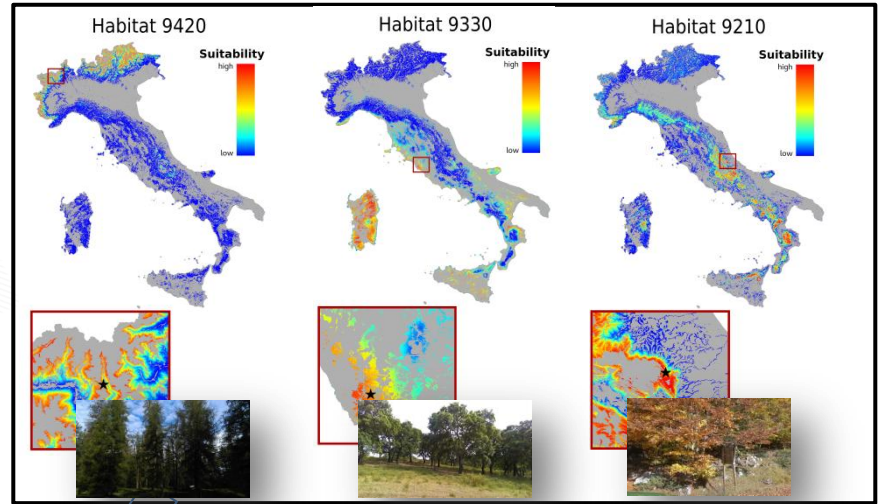 Habitat 9420
Suitability
high
low
Habitat 9330
Suitability
high
low
Habitat 9210
Suitability
high
low